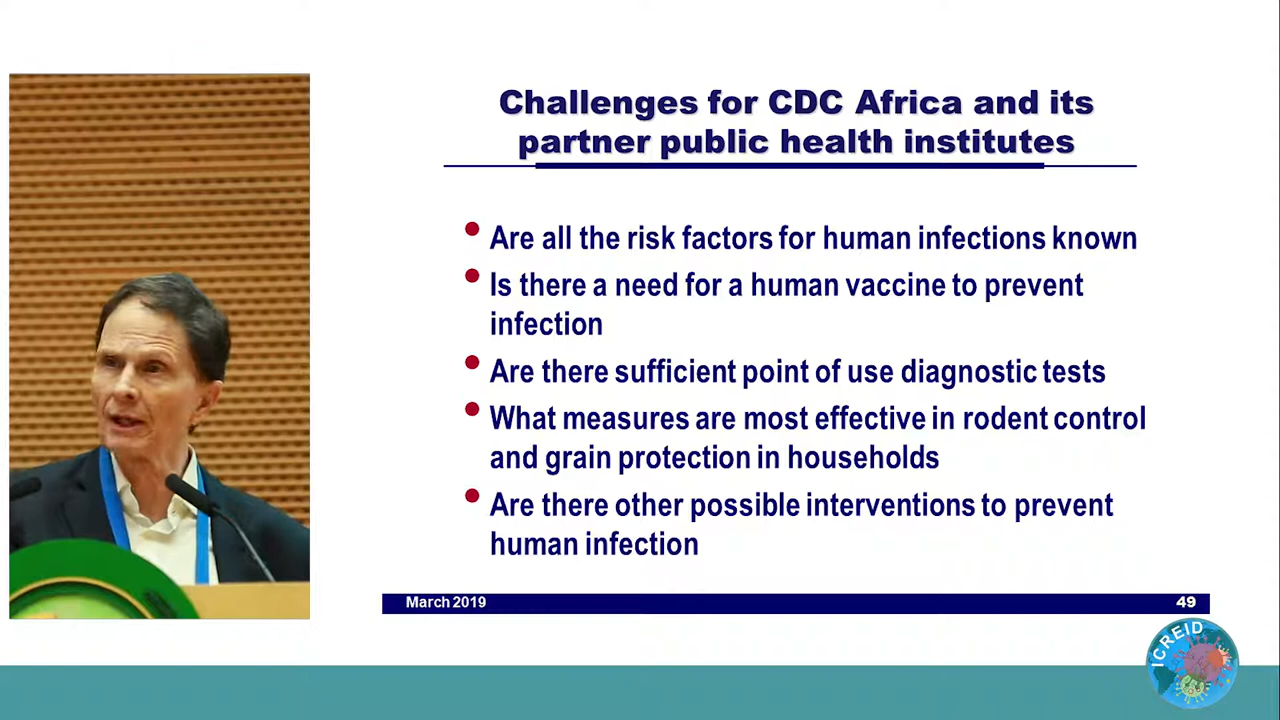 Challenges for CDC Africa and its
partner public health institutes
• Are all the risk factors for human infections known
• Is there a need for a human vaccine to prevent
infection
• Are there sufficient point of use diagnostic tests
• What measures are most effective in rodent control
and grain protection in households
• Are there other possible interventions to prevent
human infection
March 2019
49
ICREID